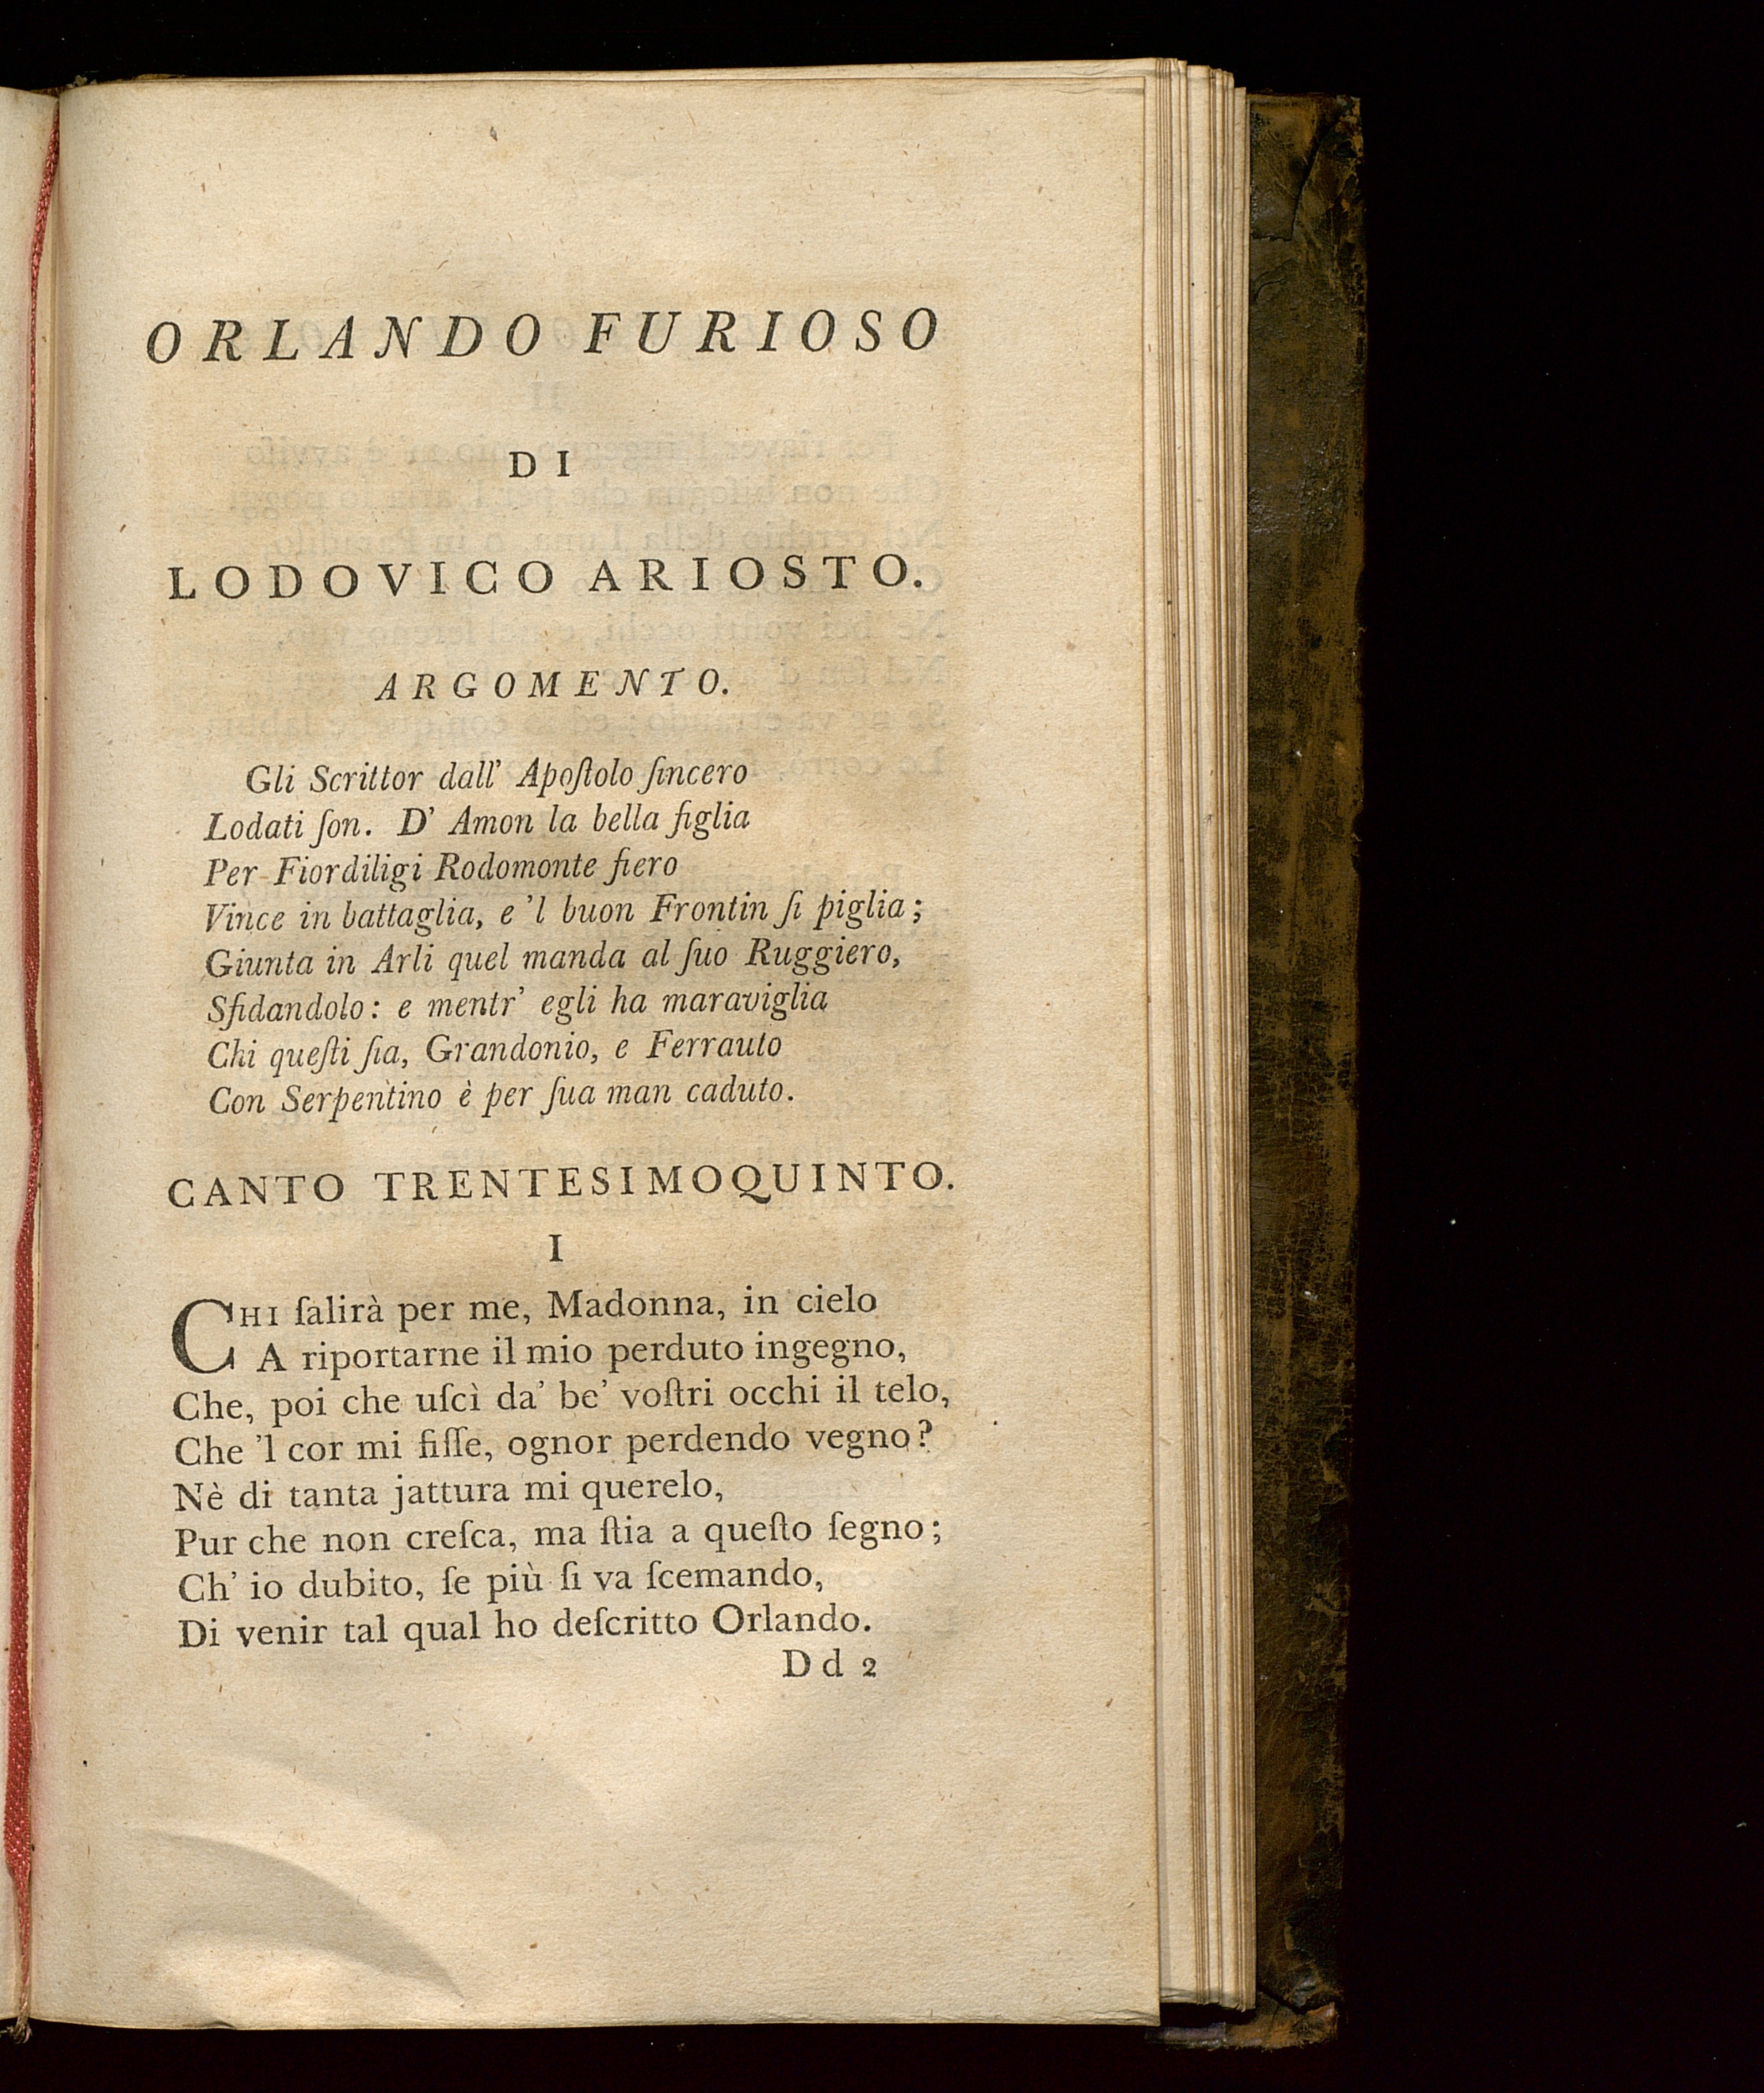 ORLANDO FURIOSO
DI
LODOVICO ARIOSTO.
ARGOMENTO.
Gli Scrittor dall' Apoſtolo ſincero
Lodati ſon. D' Amon la bella figlia
Per Fiordiligi Rodomonte fiero
Vince in battaglia, e 'l buon Frontin ſi piglia;
Giunta in Arli quel manda al ſuo Ruggiero,
Sfidandolo: e mentr' egli ha maraviglia
Chi queſti ſia, Grandonio, e Ferrauto
Con Serpentino è per ſua man caduto.
CANTO TRENTESIMOQUINTO.
I
CHI ſalirà per me, Madonna, in cielo
A riportarne il mio perduto ingegno,
Che, poi che uſcì da' be' voſtri occhi il telo,
Che 'l cor mi fiſſe, ognor perdendo vegno?
Nè di tanta jattura mi querelo,
Pur che non creſca, ma ſtia a queſto ſegno;
Ch' io dubito, ſe più ſi va ſcemando,
Di venir tal qual ho deſcritto Orlando.
Dd 2